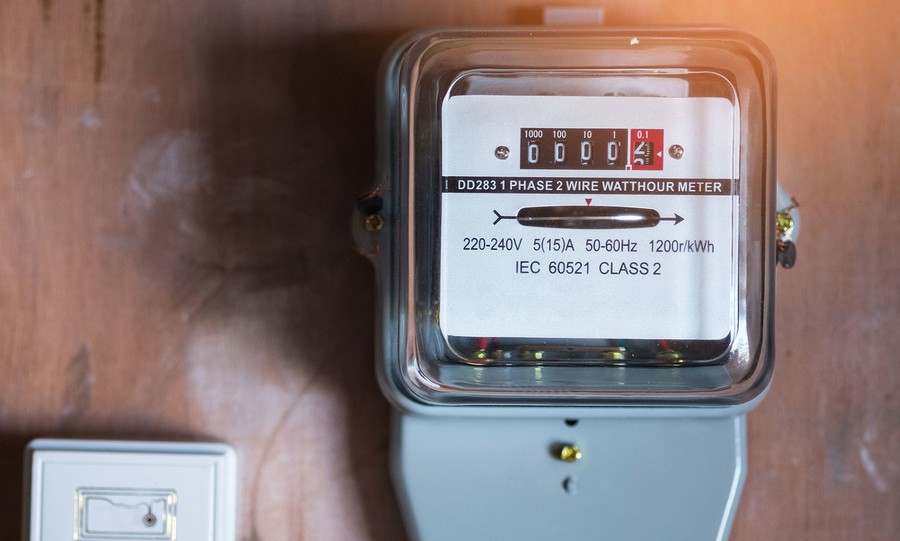 1000 100 10 1 0.1
0 0 0 0
DD283 1 PHASE 2 WIRE WATTHOUR METER
220-240V 5(15)A 50-60Hz 1200r/kWh
IEC 60521 CLASS 2